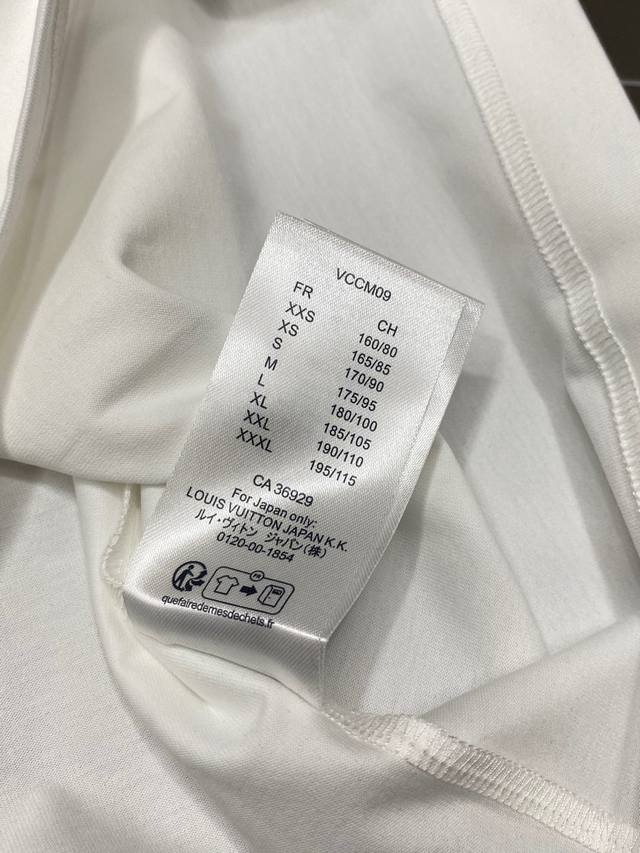 VCCM09
FR CH
XXS 160/80
XS 165/85
S 170/90
M 175/95
L 180/100
XL 185/105
XXL 190/110
XXXL 195/115
CA 36929
For Japan only:
LOUIS VUITTON JAPAN K.K.
ルイ・ヴィトン ジャパン(株)
0120-00-1854
FR
quefairedemesdechets.fr